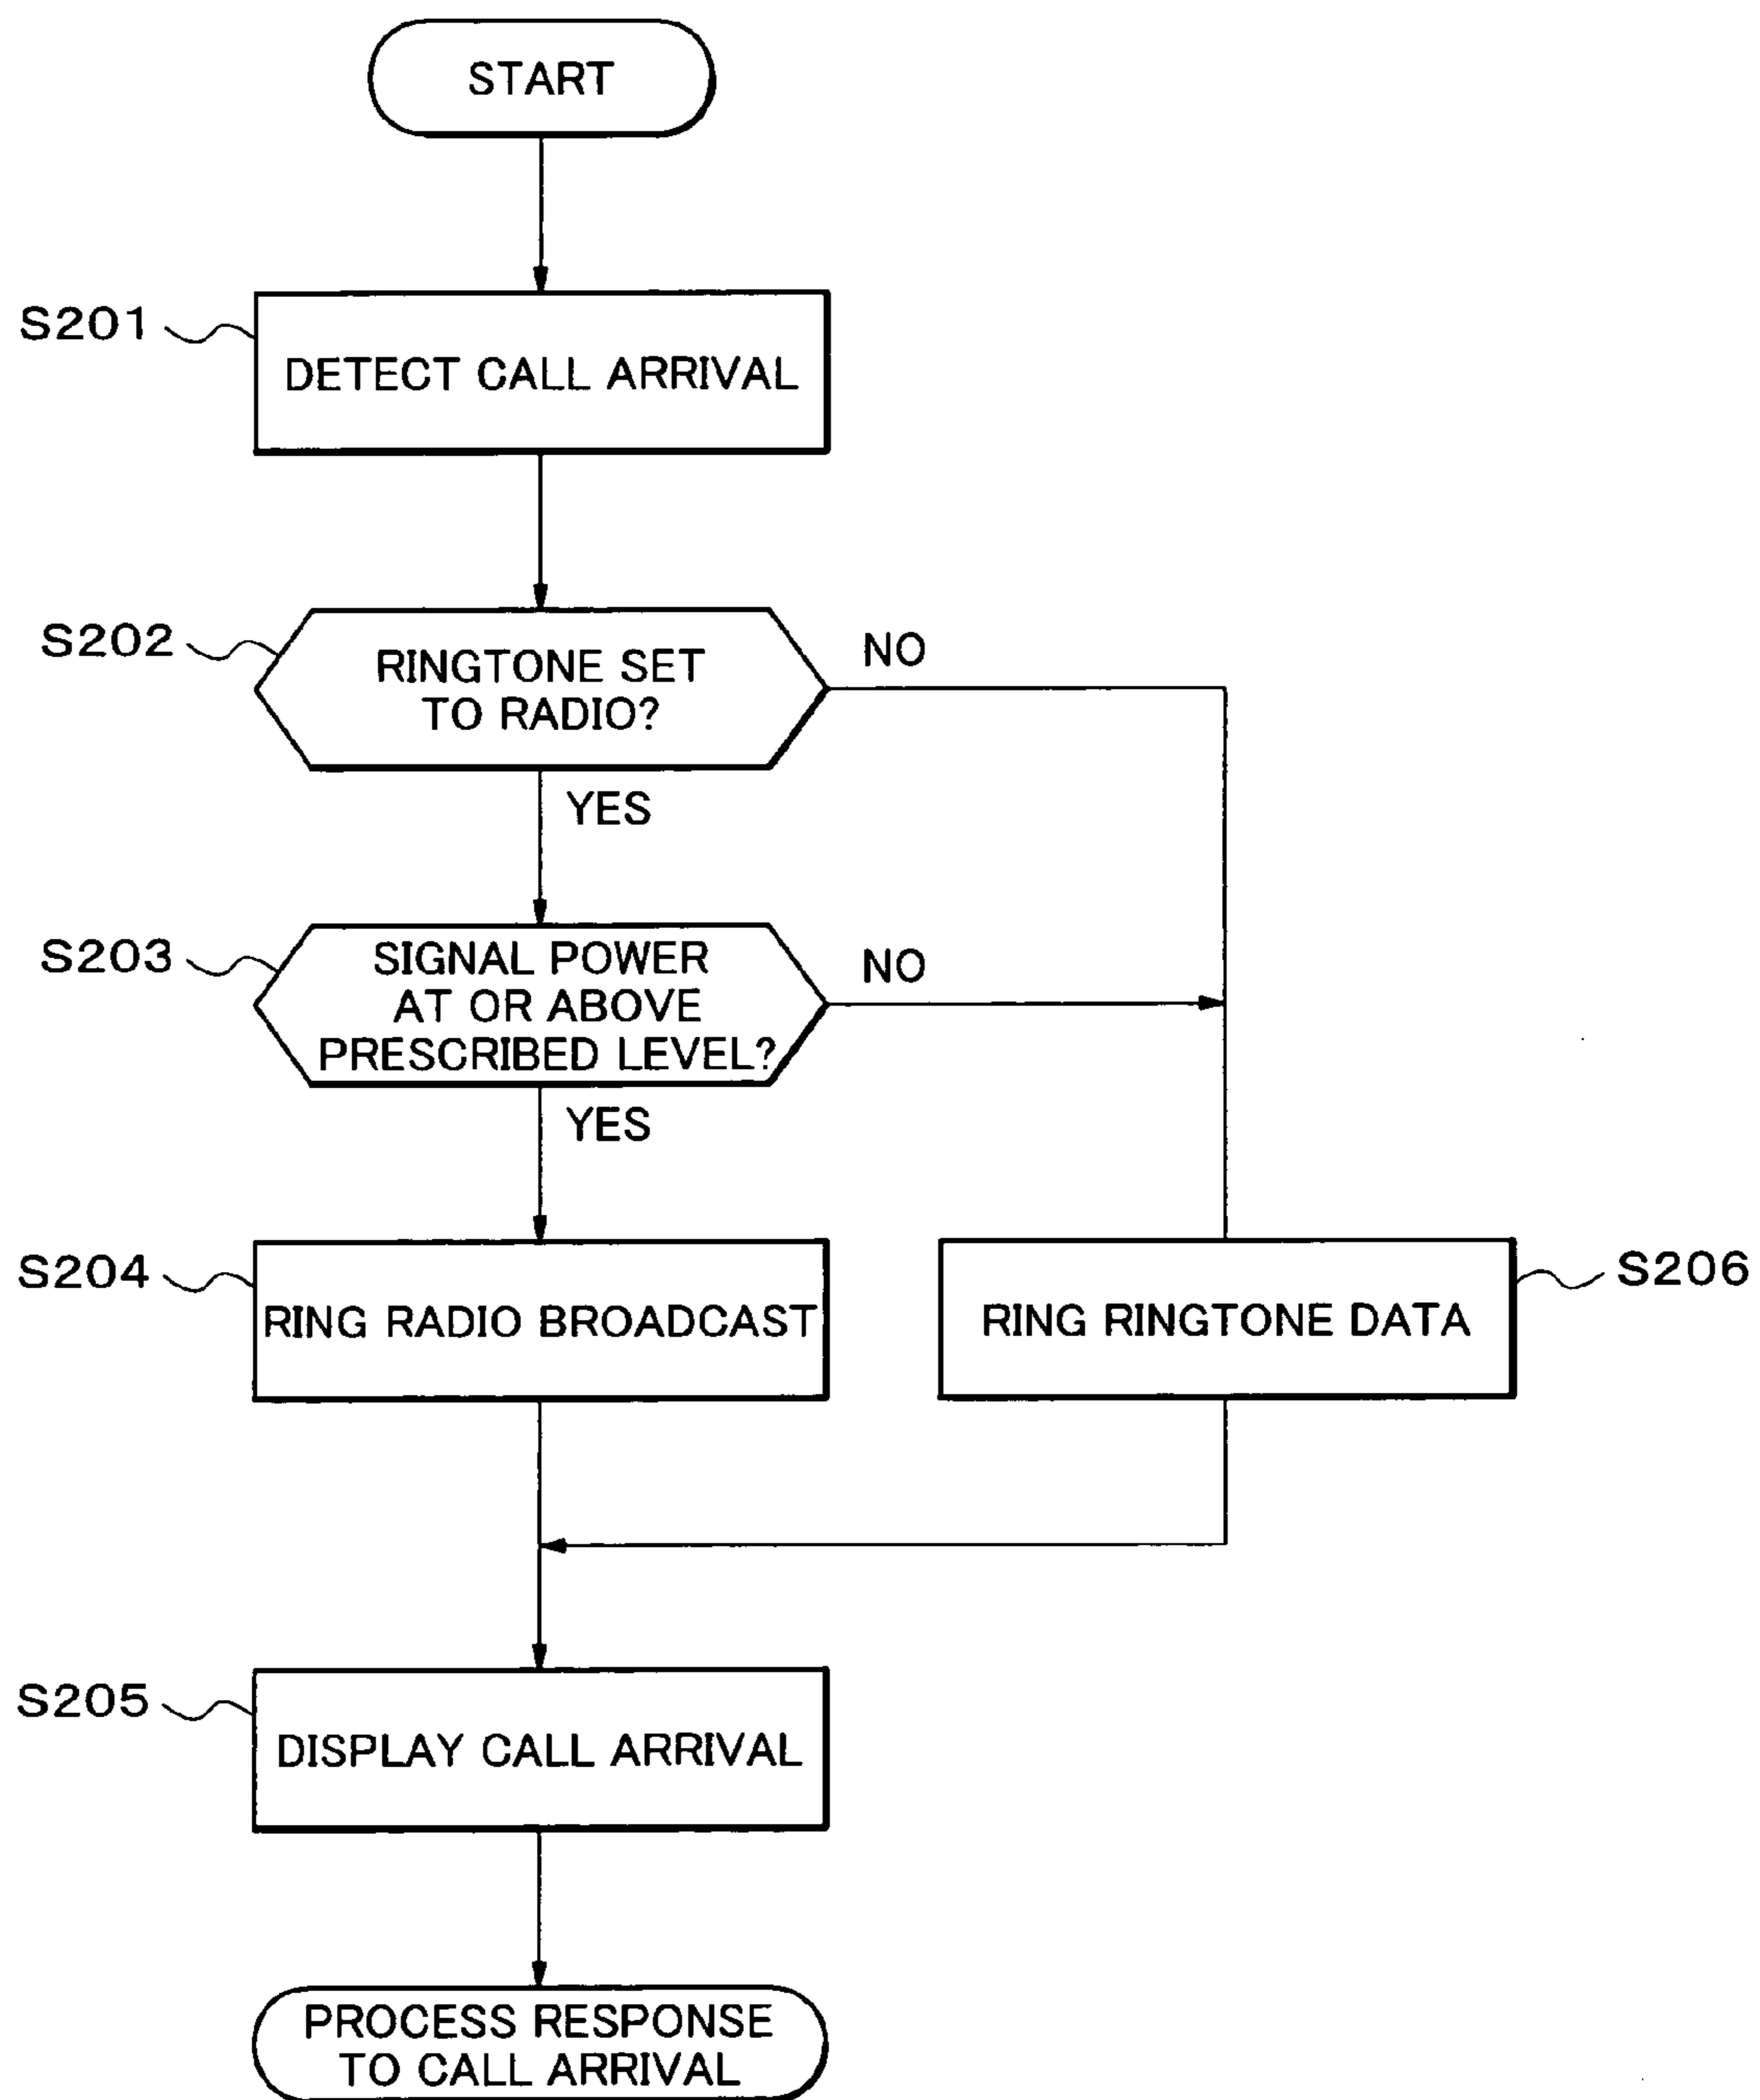 START
S201
DETECT CALL ARRIVAL
S202
RINGTONE SET
TO RADIO?
NO
YES
S203
SIGNAL POWER
AT OR ABOVE
PRESCRIBED LEVEL?
NO
YES
S204
RING RADIO BROADCAST
RING RINGTONE DATA
S206
S205
DISPLAY CALL ARRIVAL
PROCESS RESPONSE
TO CALL ARRIVAL